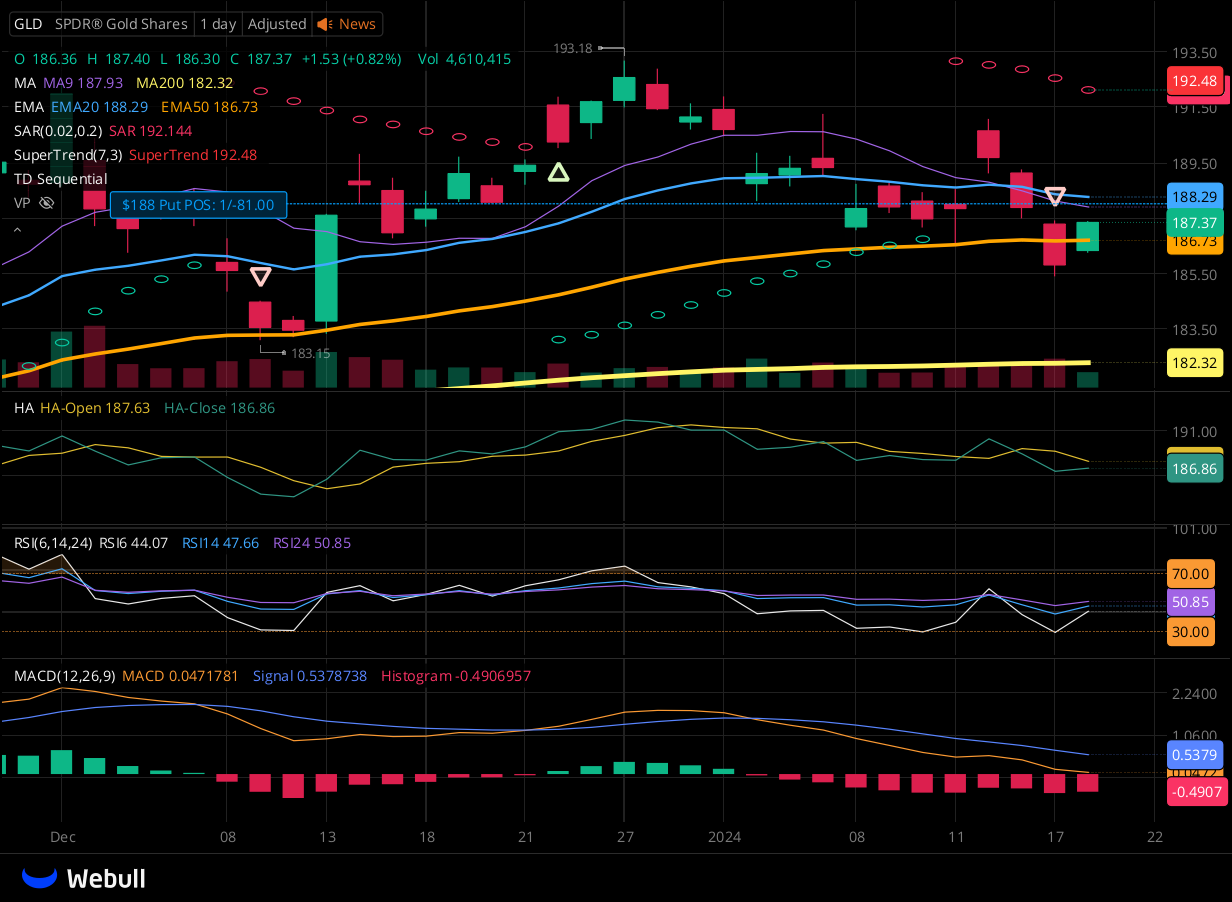 GLD SPDR® Gold Shares 1 day Adjusted News
O 186.36 H 187.40 L 186.30 C 187.37 +1.53 (+0.82%) Vol 4,610,415
MA MA9 187.93 MA200 182.32
EMA EMA20 188.29 EMA50 186.73
SAR(0.02,0.2) SAR 192.144
SuperTrend(7,3) SuperTrend 192.48
TD Sequential
VP
$188 Put POS: 1/-81.00
193.18
183.15
193.50
192.48
191.50
189.50
188.29
187.37
186.73
185.50
183.50
182.32
HA HA-Open 187.63 HA-Close 186.86
191.00
186.86
RSI(6,14,24) RSI6 44.07 RSI14 47.66 RSI24 50.85
101.00
70.00
50.85
30.00
MACD(12,26,9) MACD 0.0471781 Signal 0.5378738 Histogram -0.4906957
2.2400
1.0600
0.5379
-0.4907
Dec 08 13 18 21 27 2024 08 11 17 22
Webull